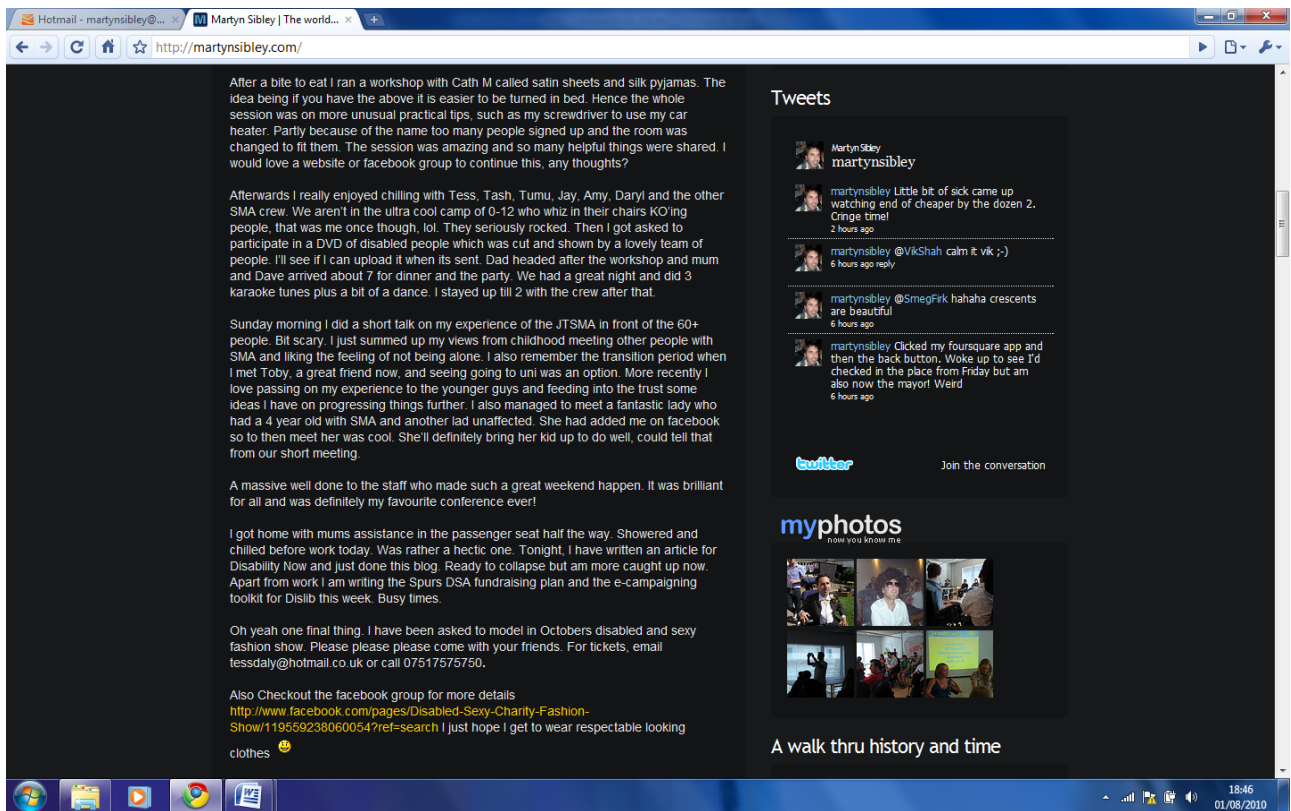 Hotmail - martynsibley@...
Martyn Sibley | The world...
http://martynsibley.com/
After a bite to eat I ran a workshop with Cath M called satin sheets and silk pyjamas. The
idea being if you have the above it is easier to be turned in bed. Hence the whole
session was on more unusual practical tips, such as my screwdriver to use my car
heater. Partly because of the name too many people signed up and the room was
changed to fit them. The session was amazing and so many helpful things were shared. I
would love a website or facebook group to continue this, any thoughts?
Afterwards I really enjoyed chilling with Tess, Tash, Tumu, Jay, Amy, Daryl and the other
SMA crew. We aren't in the ultra cool camp of 0-12 who whiz in their chairs KO'ing
people, that was me once though, lol. They seriously rocked. Then I got asked to
participate in a DVD of disabled people which was cut and shown by a lovely team of
people. I'll see if I can upload it when its sent. Dad headed after the workshop and mum
and Dave arrived about 7 for dinner and the party. We had a great night and did 3
karaoke tunes plus a bit of a dance. I stayed up till 2 with the crew after that.
Sunday morning I did a short talk on my experience of the JTSMA in front of the 60+
people. Bit scary. I just summed up my views from childhood meeting other people with
SMA and liking the feeling of not being alone. I also remember the transition period when
I met Toby, a great friend now, and seeing going to uni was an option. More recently I
love passing on my experience to the younger guys and feeding into the trust some
ideas I have on progressing things further. I also managed to meet a fantastic lady who
had a 4 year old with SMA and another lad unaffected. She had added me on facebook
so to then meet her was cool. She'll definitely bring her kid up to do well, could tell that
from our short meeting.
A massive well done to the staff who made such a great weekend happen. It was brilliant
for all and was definitely my favourite conference ever!
I got home with mums assistance in the passenger seat half the way. Showered and
chilled before work today. Was rather a hectic one. Tonight, I have written an article for
Disability Now and just done this blog. Ready to collapse but am more caught up now.
Apart from work I am writing the Spurs DSA fundraising plan and the e-campaigning
toolkit for Dislib this week. Busy times.
Oh yeah one final thing. I have been asked to model in Octobers disabled and sexy
fashion show. Please please please come with your friends. For tickets, email
tessdaly@hotmail.co.uk or call 07517575750.
Also Checkout the facebook group for more details
http://www.facebook.com/pages/Disabled-Sexy-Charity-Fashion-
Show/119559238060054?ref=search I just hope I get to wear respectable looking
clothes
Tweets
Martyn Sibley
martynsibley
martynsibley Little bit of sick came up
watching end of cheaper by the dozen 2.
Cringe time!
2 hours ago
martynsibley @VikShah calm it vik ;-)
6 hours ago reply
martynsibley @SmegFirk hahaha crescents
are beautiful
6 hours ago
martynsibley Clicked my foursquare app and
then the back button. Woke up to see I'd
checked in the place from Friday but am
also now the mayor! Weird
6 hours ago
twitter
Join the conversation
myphotos
now you know me
A walk thru history and time
18:46
01/08/2010